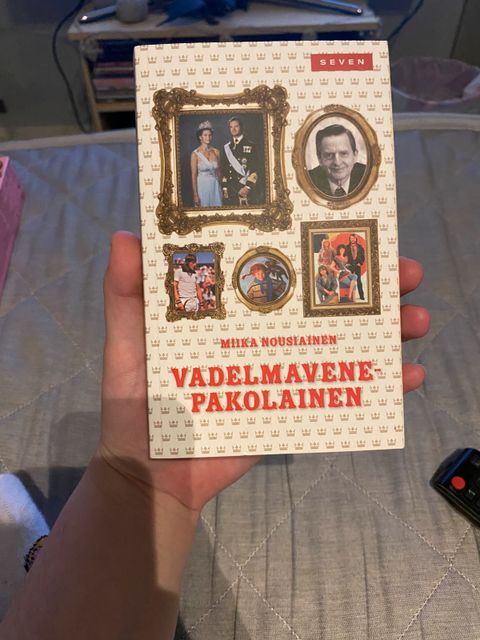 SEVEN
MIIKA NOUSIAINEN
VADELMAVENE-
PAKOLAINEN